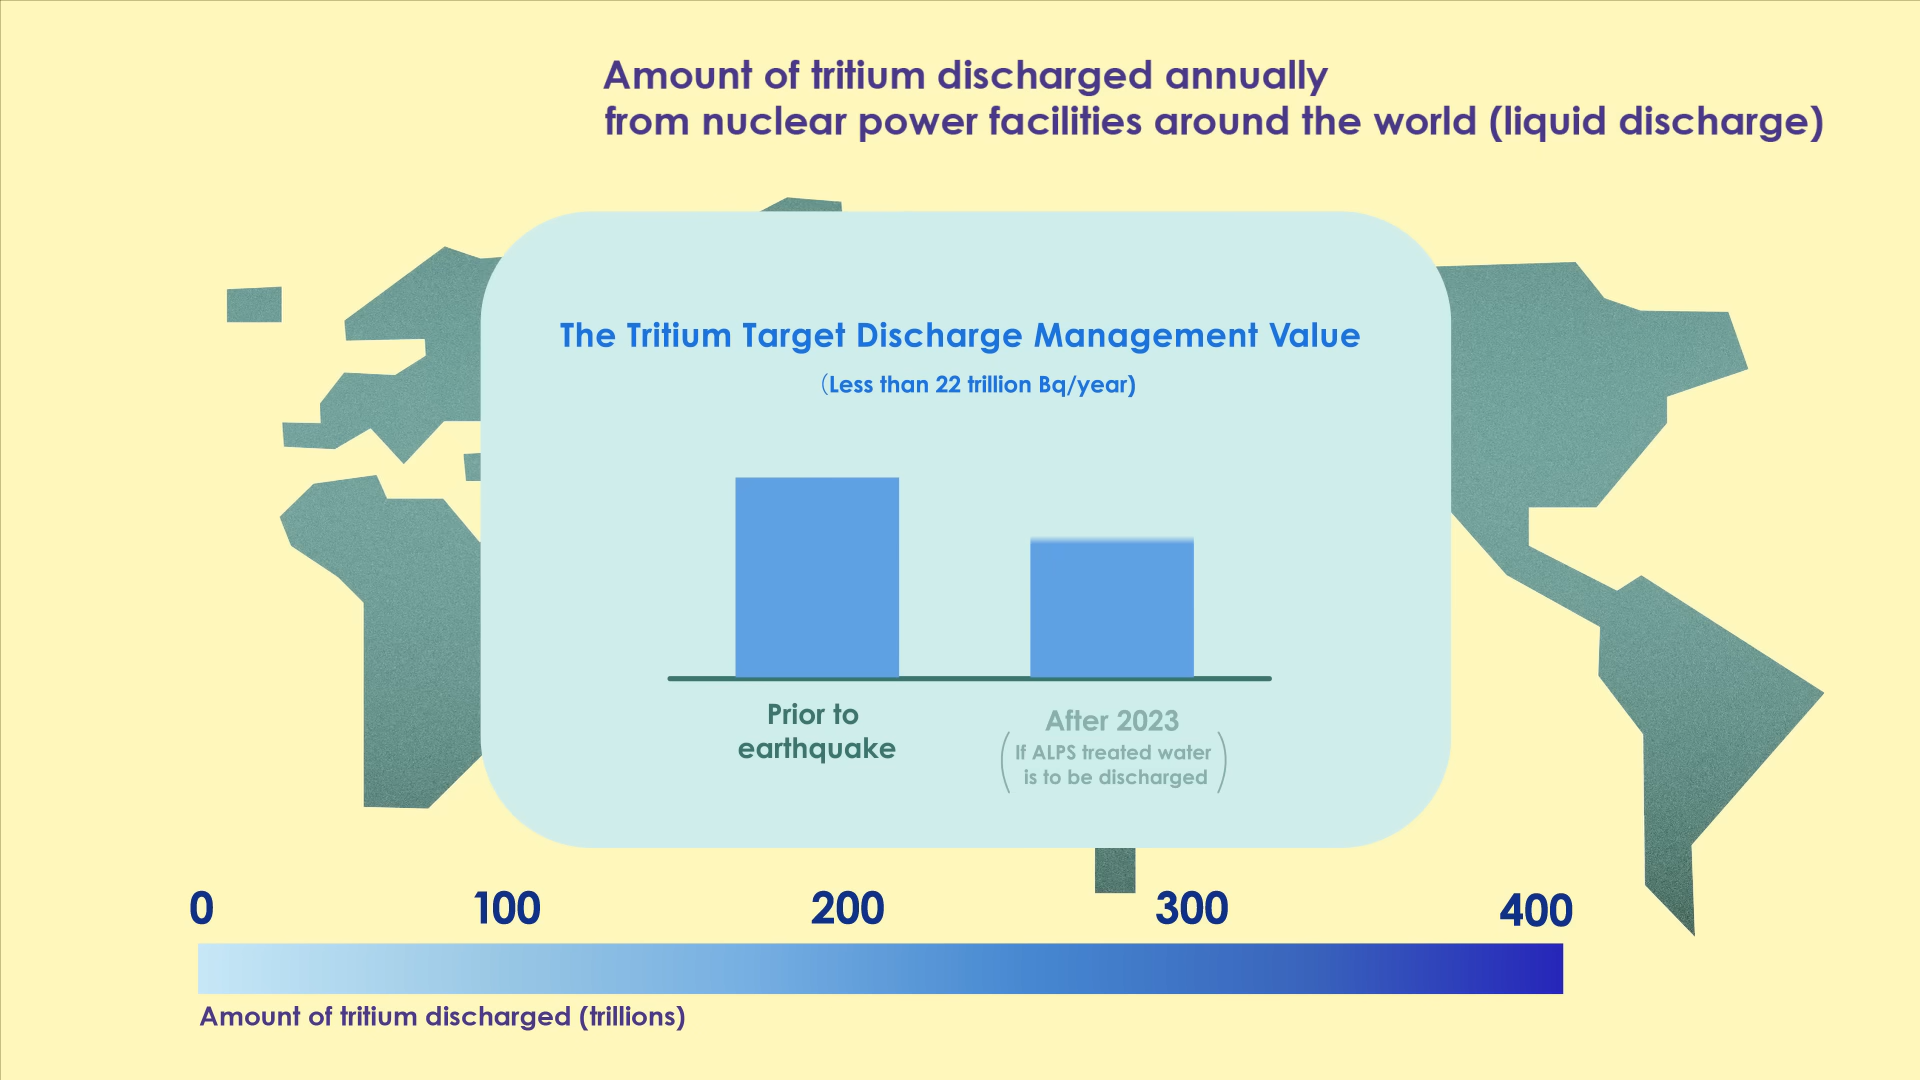 Amount of tritium discharged annually
from nuclear power facilities around the world (liquid discharge)
The Tritium Target Discharge Management Value
(Less than 22 trillion Bq/year)
Prior to
earthquake
After 2023
(If ALPS treated water
is to be discharged)
0 100 200 300 400
Amount of tritium discharged (trillions)